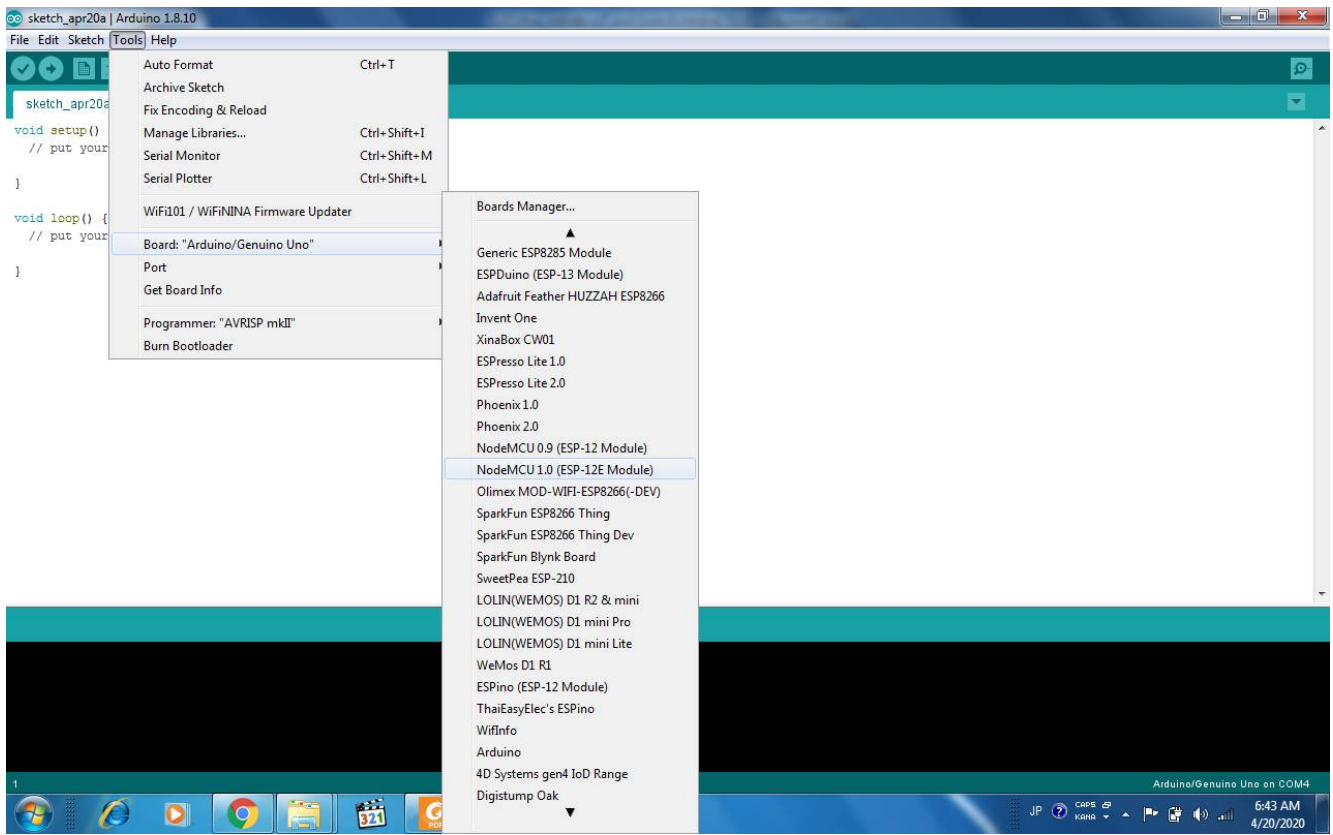 sketch_apr20a | Arduino 1.8.10
File Edit Sketch Tools Help
sketch_apr20a
void setup()
// put your
}
void loop() {
// put your
}
Auto Format Ctrl+T
Archive Sketch
Fix Encoding & Reload
Manage Libraries... Ctrl+Shift+I
Serial Monitor Ctrl+Shift+M
Serial Plotter Ctrl+Shift+L
WiFi101 / WiFiNINA Firmware Updater
Board: "Arduino/Genuino Uno"
Port
Get Board Info
Programmer: "AVRISP mkII"
Burn Bootloader
Boards Manager...
Generic ESP8285 Module
ESPDuino (ESP-13 Module)
Adafruit Feather HUZZAH ESP8266
Invent One
XinaBox CW01
ESPresso Lite 1.0
ESPresso Lite 2.0
Phoenix 1.0
Phoenix 2.0
NodeMCU 0.9 (ESP-12 Module)
NodeMCU 1.0 (ESP-12E Module)
Olimex MOD-WIFI-ESP8266(-DEV)
SparkFun ESP8266 Thing
SparkFun ESP8266 Thing Dev
SparkFun Blynk Board
SweetPea ESP-210
LOLIN(WEMOS) D1 R2 & mini
LOLIN(WEMOS) D1 mini Pro
LOLIN(WEMOS) D1 mini Lite
WeMos D1 R1
ESPino (ESP-12 Module)
ThaiEasyElec's ESPino
WifInfo
Arduino
4D Systems gen4 IoD Range
Digistump Oak
1
Arduino/Genuino Uno on COM4
321
JP
CAPS
KANA
6:43 AM
4/20/2020